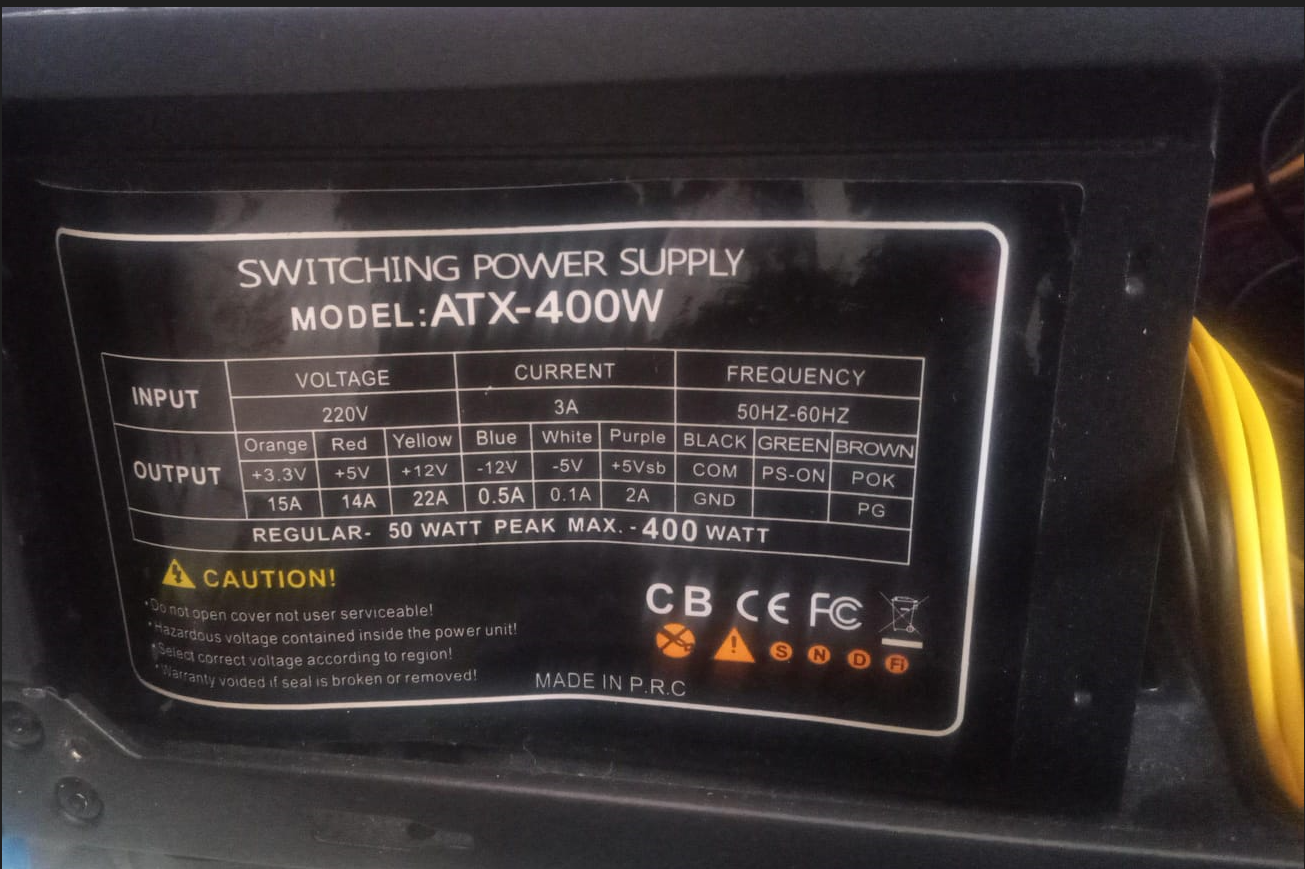 SWITCHING POWER SUPPLY
MODEL:ATX-400W
INPUT VOLTAGE CURRENT FREQUENCY
220V 3A 50HZ-60HZ
OUTPUT Orange Red Yellow Blue White Purple BLACK GREEN BROWN
+3.3V +5V +12V -12V -5V +5Vsb COM PS-ON POK
15A 14A 22A 0.5A 0.1A 2A GND PG
REGULAR- 50 WATT PEAK MAX. - 400 WATT
CAUTION!
•Do not open cover not user serviceable!
•Hazardous voltage contained inside the power unit!
•Select correct voltage according to region!
•Warranty voided if seal is broken or removed!
CB CE FC
S N D Fi
MADE IN P.R.C